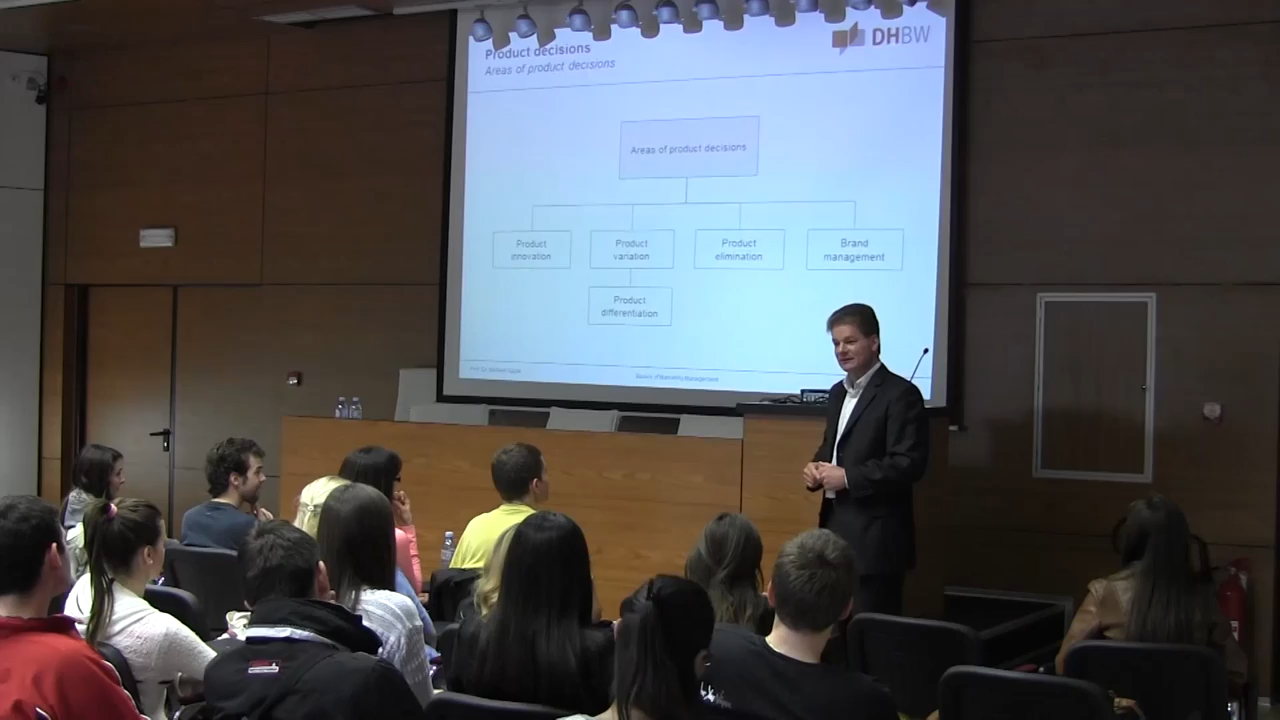 Product decisions
Areas of product decisions
DHBW
Areas of product decisions
Product
innovation
Product
variation
Product
elimination
Brand
management
Product
differentiation